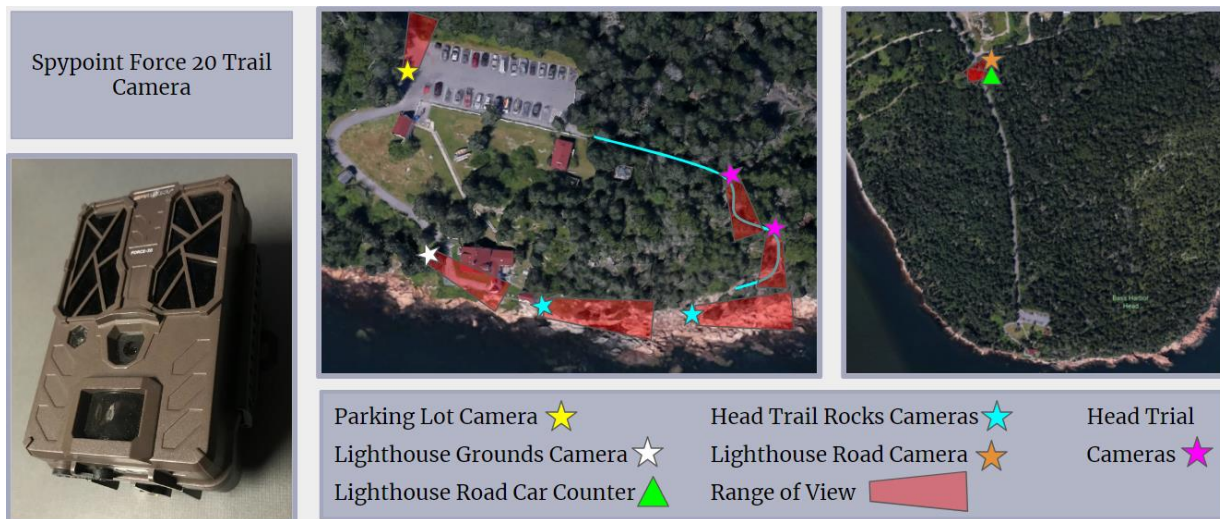 Spypoint Force 20 Trail
Camera
FORCE-20
Bass Harbor
Head
Parking Lot Camera
Head Trail Rocks Cameras
Head Trial
Lighthouse Grounds Camera
Lighthouse Road Camera
Cameras
Lighthouse Road Car Counter
Range of View